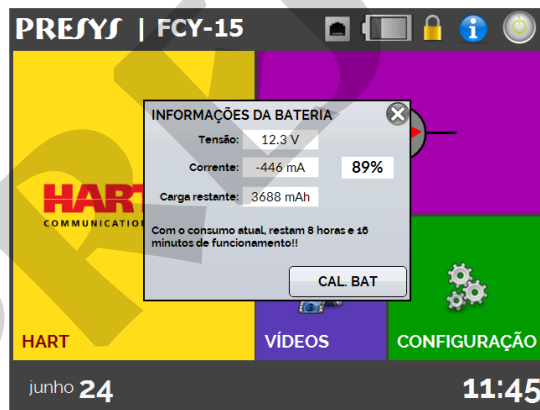 PRESYS | FCY-15
INFORMAÇÕES DA BATERIA
Tensão: 12.3 V
Corrente: -446 mA 89%
Carga restante: 3688 mAh
Com o consumo atual, restam 8 horas e 16
minutos de funcionamento!!
CAL. BAT
HART
COMMUNICATIO
HART
VÍDEOS
CONFIGURAÇÃO
junho 24
11:45